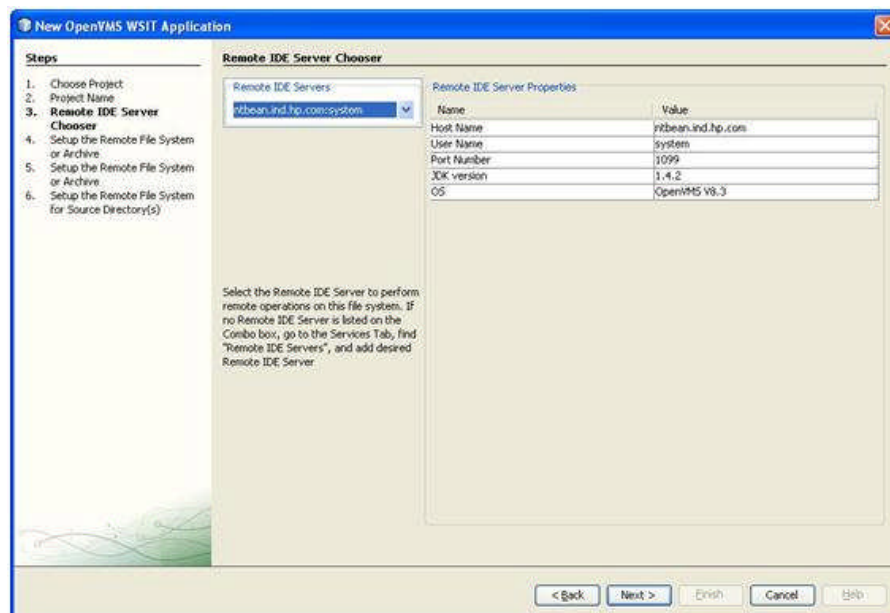 New OpenVMS WSIT Application
Steps
1. Choose Project
2. Project Name
3. Remote IDE Server
Chooser
4. Setup the Remote File System
or Archive
5. Setup the Remote File System
or Archive
6. Setup the Remote File System
for Source Directory(s)
Remote IDE Server Chooser
Remote IDE Servers
ntbean.ind.hp.com:system
Select the Remote IDE Server to perform
remote operations on this file system. If
no Remote IDE Server is listed on the
Combo box, go to the Services Tab, find
"Remote IDE Servers", and add desired
Remote IDE Server
Remote IDE Server Properties
Name Value
Host Name ntbean.ind.hp.com
User Name system
Port Number 1099
JDK version 1.4.2
OS OpenVMS V8.3
< Back Next > Finish Cancel Help